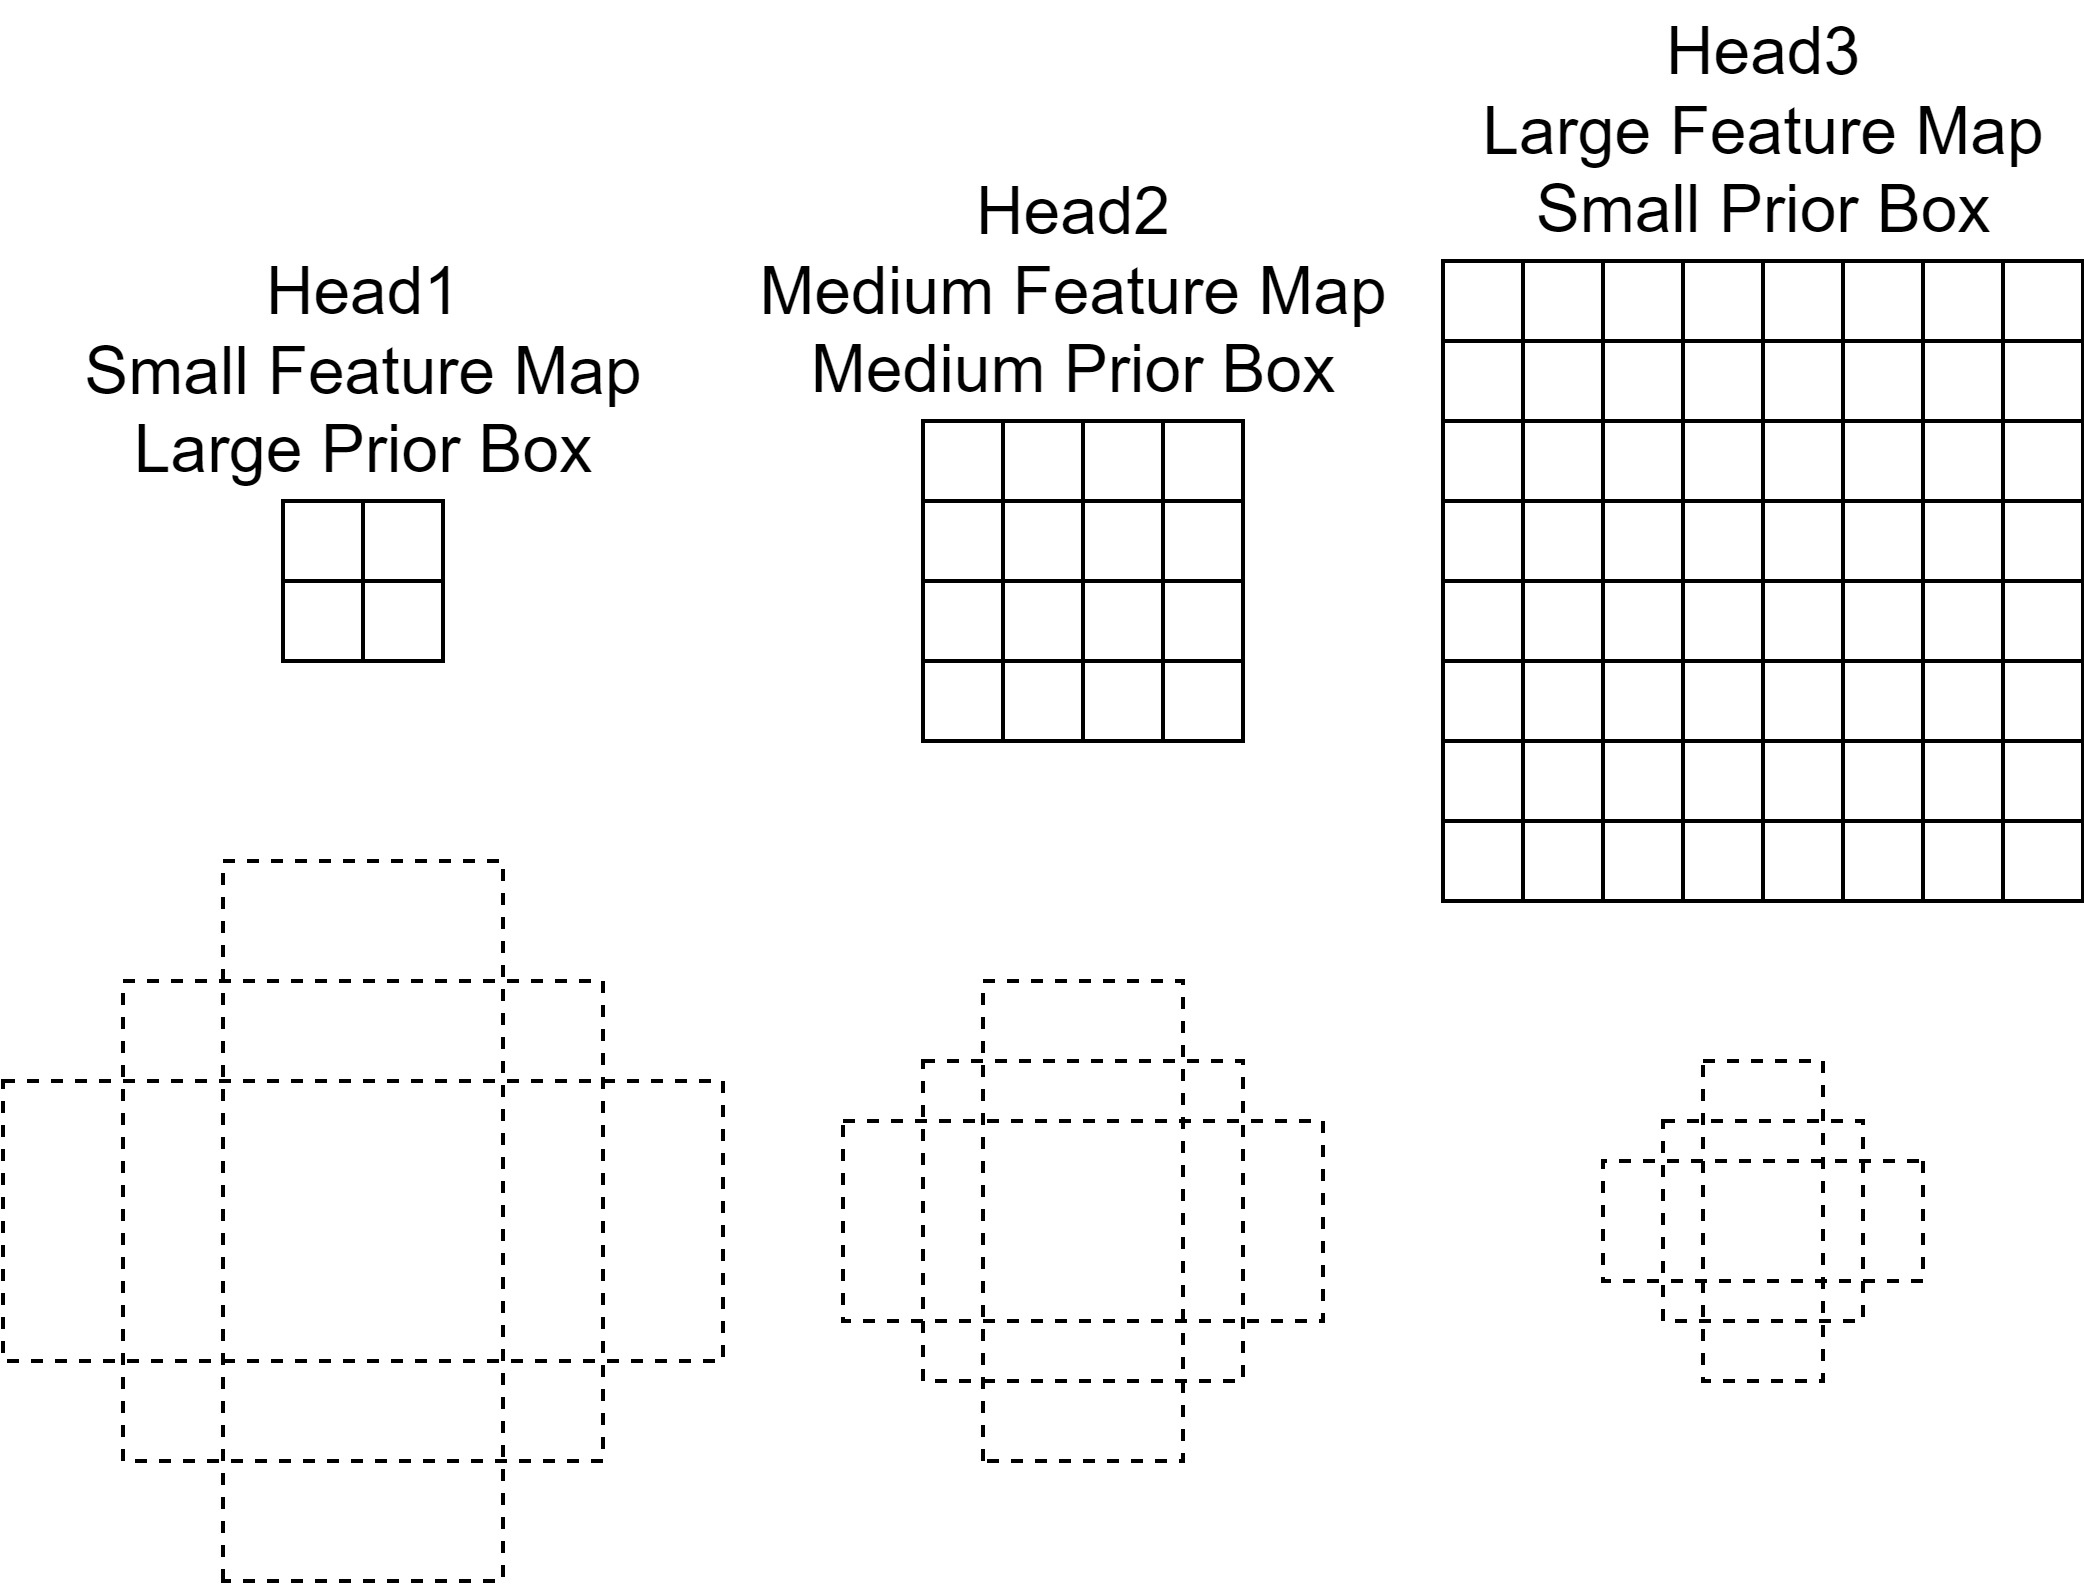 Head1
Small Feature Map
Large Prior Box
Head2
Medium Feature Map
Medium Prior Box
Head3
Large Feature Map
Small Prior Box